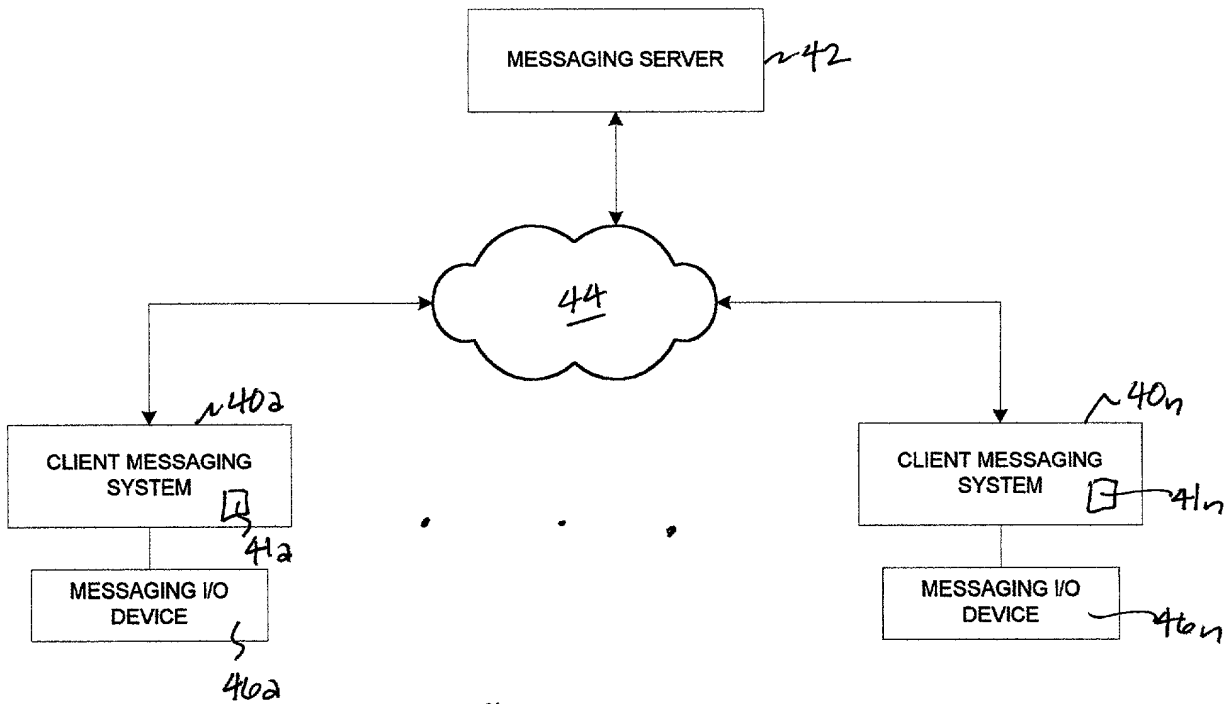 MESSAGING SERVER
42
44
40a
40n
CLIENT MESSAGING
SYSTEM
41a
CLIENT MESSAGING
SYSTEM
41n
MESSAGING I/O
DEVICE
46a
MESSAGING I/O
DEVICE
46n